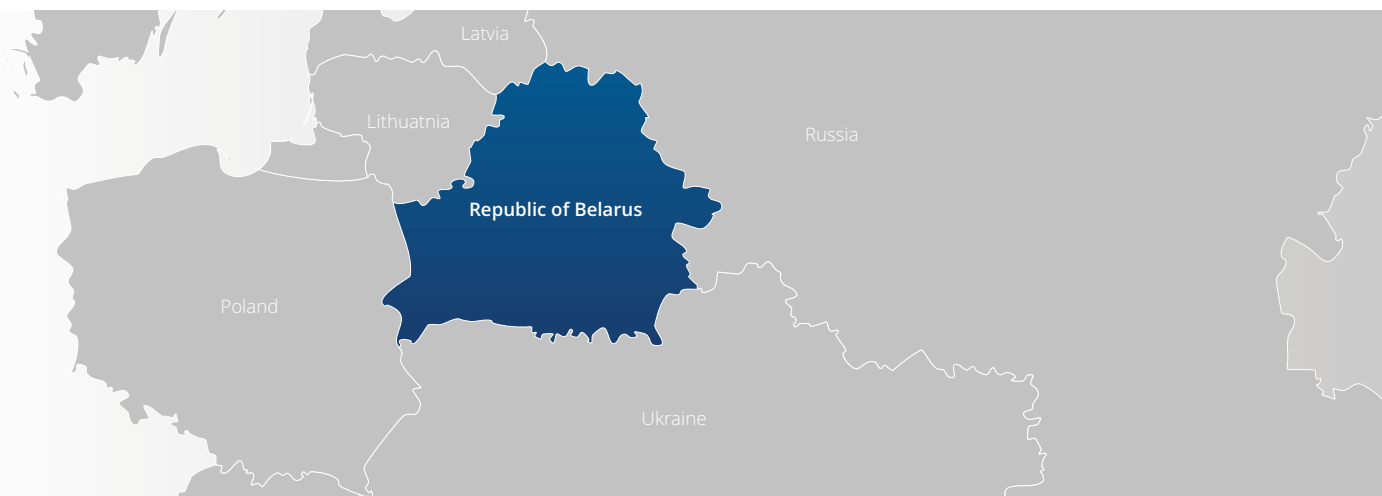 Latvia
Lithuatnia
Russia
Republic of Belarus
Poland
Ukraine